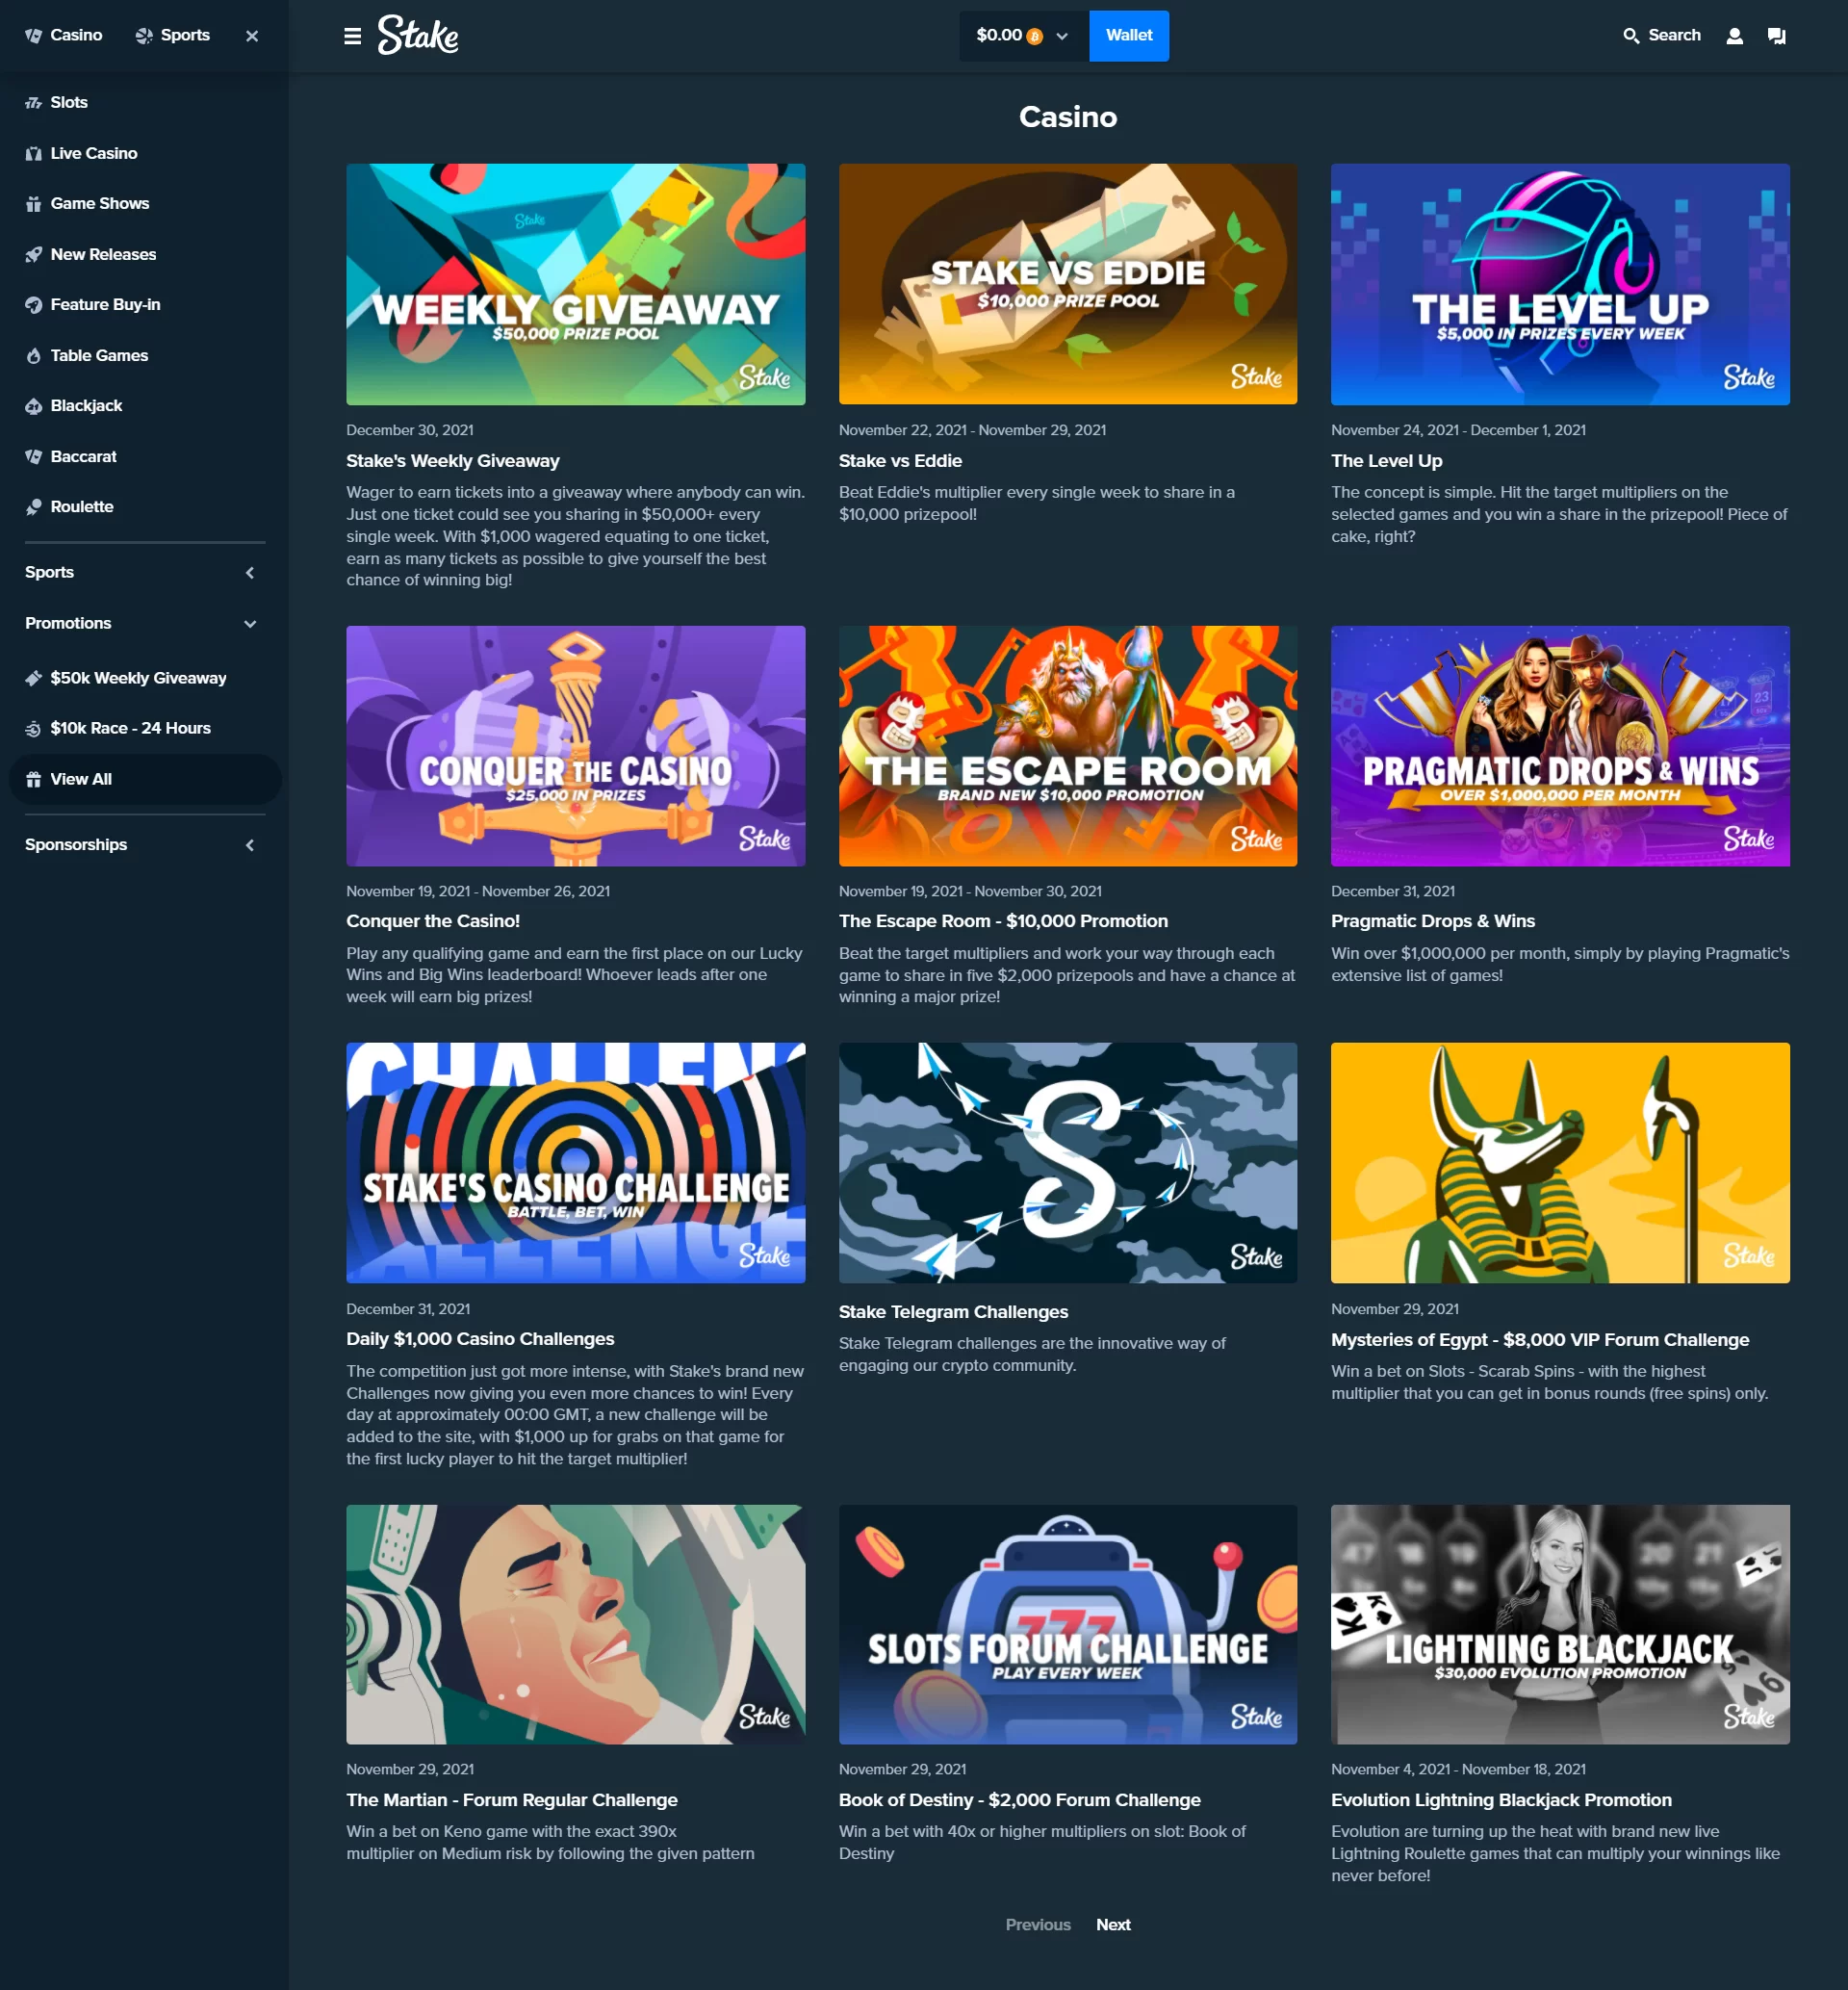 Casino
Sports
Stake
$0.00
Wallet
Search
Slots
Live Casino
Game Shows
New Releases
Feature Buy-in
Table Games
Blackjack
Baccarat
Roulette
Sports
Promotions
$50k Weekly Giveaway
$10k Race - 24 Hours
View All
Sponsorships
Casino
Stake
WEEKLY GIVEAWAY
$50,000 PRIZE POOL
Stake
December 30, 2021
Stake's Weekly Giveaway
Wager to earn tickets into a giveaway where anybody can win.
Just one ticket could see you sharing in $50,000+ every
single week. With $1,000 wagered equating to one ticket,
earn as many tickets as possible to give yourself the best
chance of winning big!
STAKE VS EDDIE
$10,000 PRIZE POOL
Stake
November 22, 2021 - November 29, 2021
Stake vs Eddie
Beat Eddie's multiplier every single week to share in a
$10,000 prizepool!
THE LEVEL UP
$5,000 IN PRIZES EVERY WEEK
Stake
November 24, 2021 - December 1, 2021
The Level Up
The concept is simple. Hit the target multipliers on the
selected games and you win a share in the prizepool! Piece of
cake, right?
CONQUER THE CASINO
$25,000 IN PRIZES
Stake
November 19, 2021 - November 26, 2021
Conquer the Casino!
Play any qualifying game and earn the first place on our Lucky
Wins and Big Wins leaderboard! Whoever leads after one
week will earn big prizes!
THE ESCAPE ROOM
BRAND NEW $10,000 PROMOTION
Stake
November 19, 2021 - November 30, 2021
The Escape Room - $10,000 Promotion
Beat the target multipliers and work your way through each
game to share in five $2,000 prizepools and have a chance at
winning a major prize!
23
PRAGMATIC DROPS & WINS
OVER $1,000,000 PER MONTH
Stake
December 31, 2021
Pragmatic Drops & Wins
Win over $1,000,000 per month, simply by playing Pragmatic's
extensive list of games!
CHALLENG
STAKE'S CASINO CHALLENGE
BATTLE, BET, WIN
ALLENGE
Stake
December 31, 2021
Daily $1,000 Casino Challenges
The competition just got more intense, with Stake's brand new
Challenges now giving you even more chances to win! Every
day at approximately 00:00 GMT, a new challenge will be
added to the site, with $1,000 up for grabs on that game for
the first lucky player to hit the target multiplier!
S
Stake
Stake Telegram Challenges
Stake Telegram challenges are the innovative way of
engaging our crypto community.
Stake
November 29, 2021
Mysteries of Egypt - $8,000 VIP Forum Challenge
Win a bet on Slots - Scarab Spins - with the highest
multiplier that you can get in bonus rounds (free spins) only.
Stake
November 29, 2021
The Martian - Forum Regular Challenge
Win a bet on Keno game with the exact 390x
multiplier on Medium risk by following the given pattern
777
SLOTS FORUM CHALLENGE
PLAY EVERY WEEK
Stake
November 29, 2021
Book of Destiny - $2,000 Forum Challenge
Win a bet with 40x or higher multipliers on slot: Book of
Destiny
47 18 19 20 21
K
LIGHTNING BLACKJACK
$30,000 EVOLUTION PROMOTION
Stake
November 4, 2021 - November 18, 2021
Evolution Lightning Blackjack Promotion
Evolution are turning up the heat with brand new live
Lightning Roulette games that can multiply your winnings like
never before!
Previous
Next